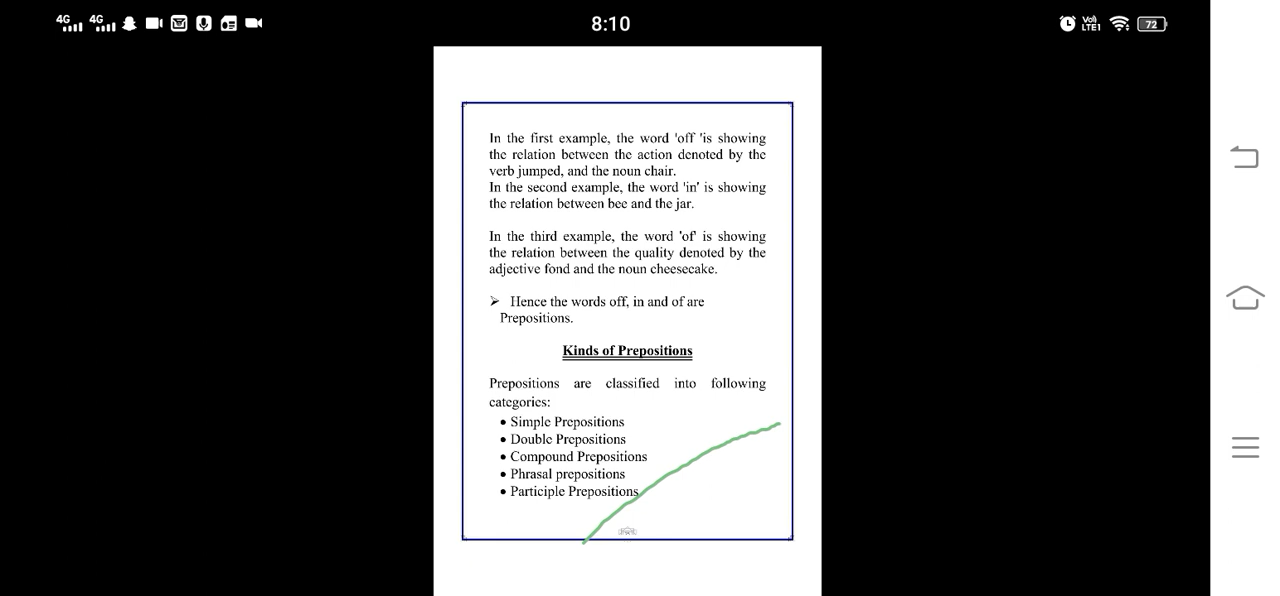 4G 4G 8:10 Vo) LTE1 72
In the first example, the word 'off 'is showing
the relation between the action denoted by the
verb jumped, and the noun chair.
In the second example, the word 'in' is showing
the relation between bee and the jar.
In the third example, the word 'of' is showing
the relation between the quality denoted by the
adjective fond and the noun cheesecake.
➢ Hence the words off, in and of are
Prepositions.
Kinds of Prepositions
Prepositions are classified into following
categories:
• Simple Prepositions
• Double Prepositions
• Compound Prepositions
• Phrasal prepositions
• Participle Prepositions